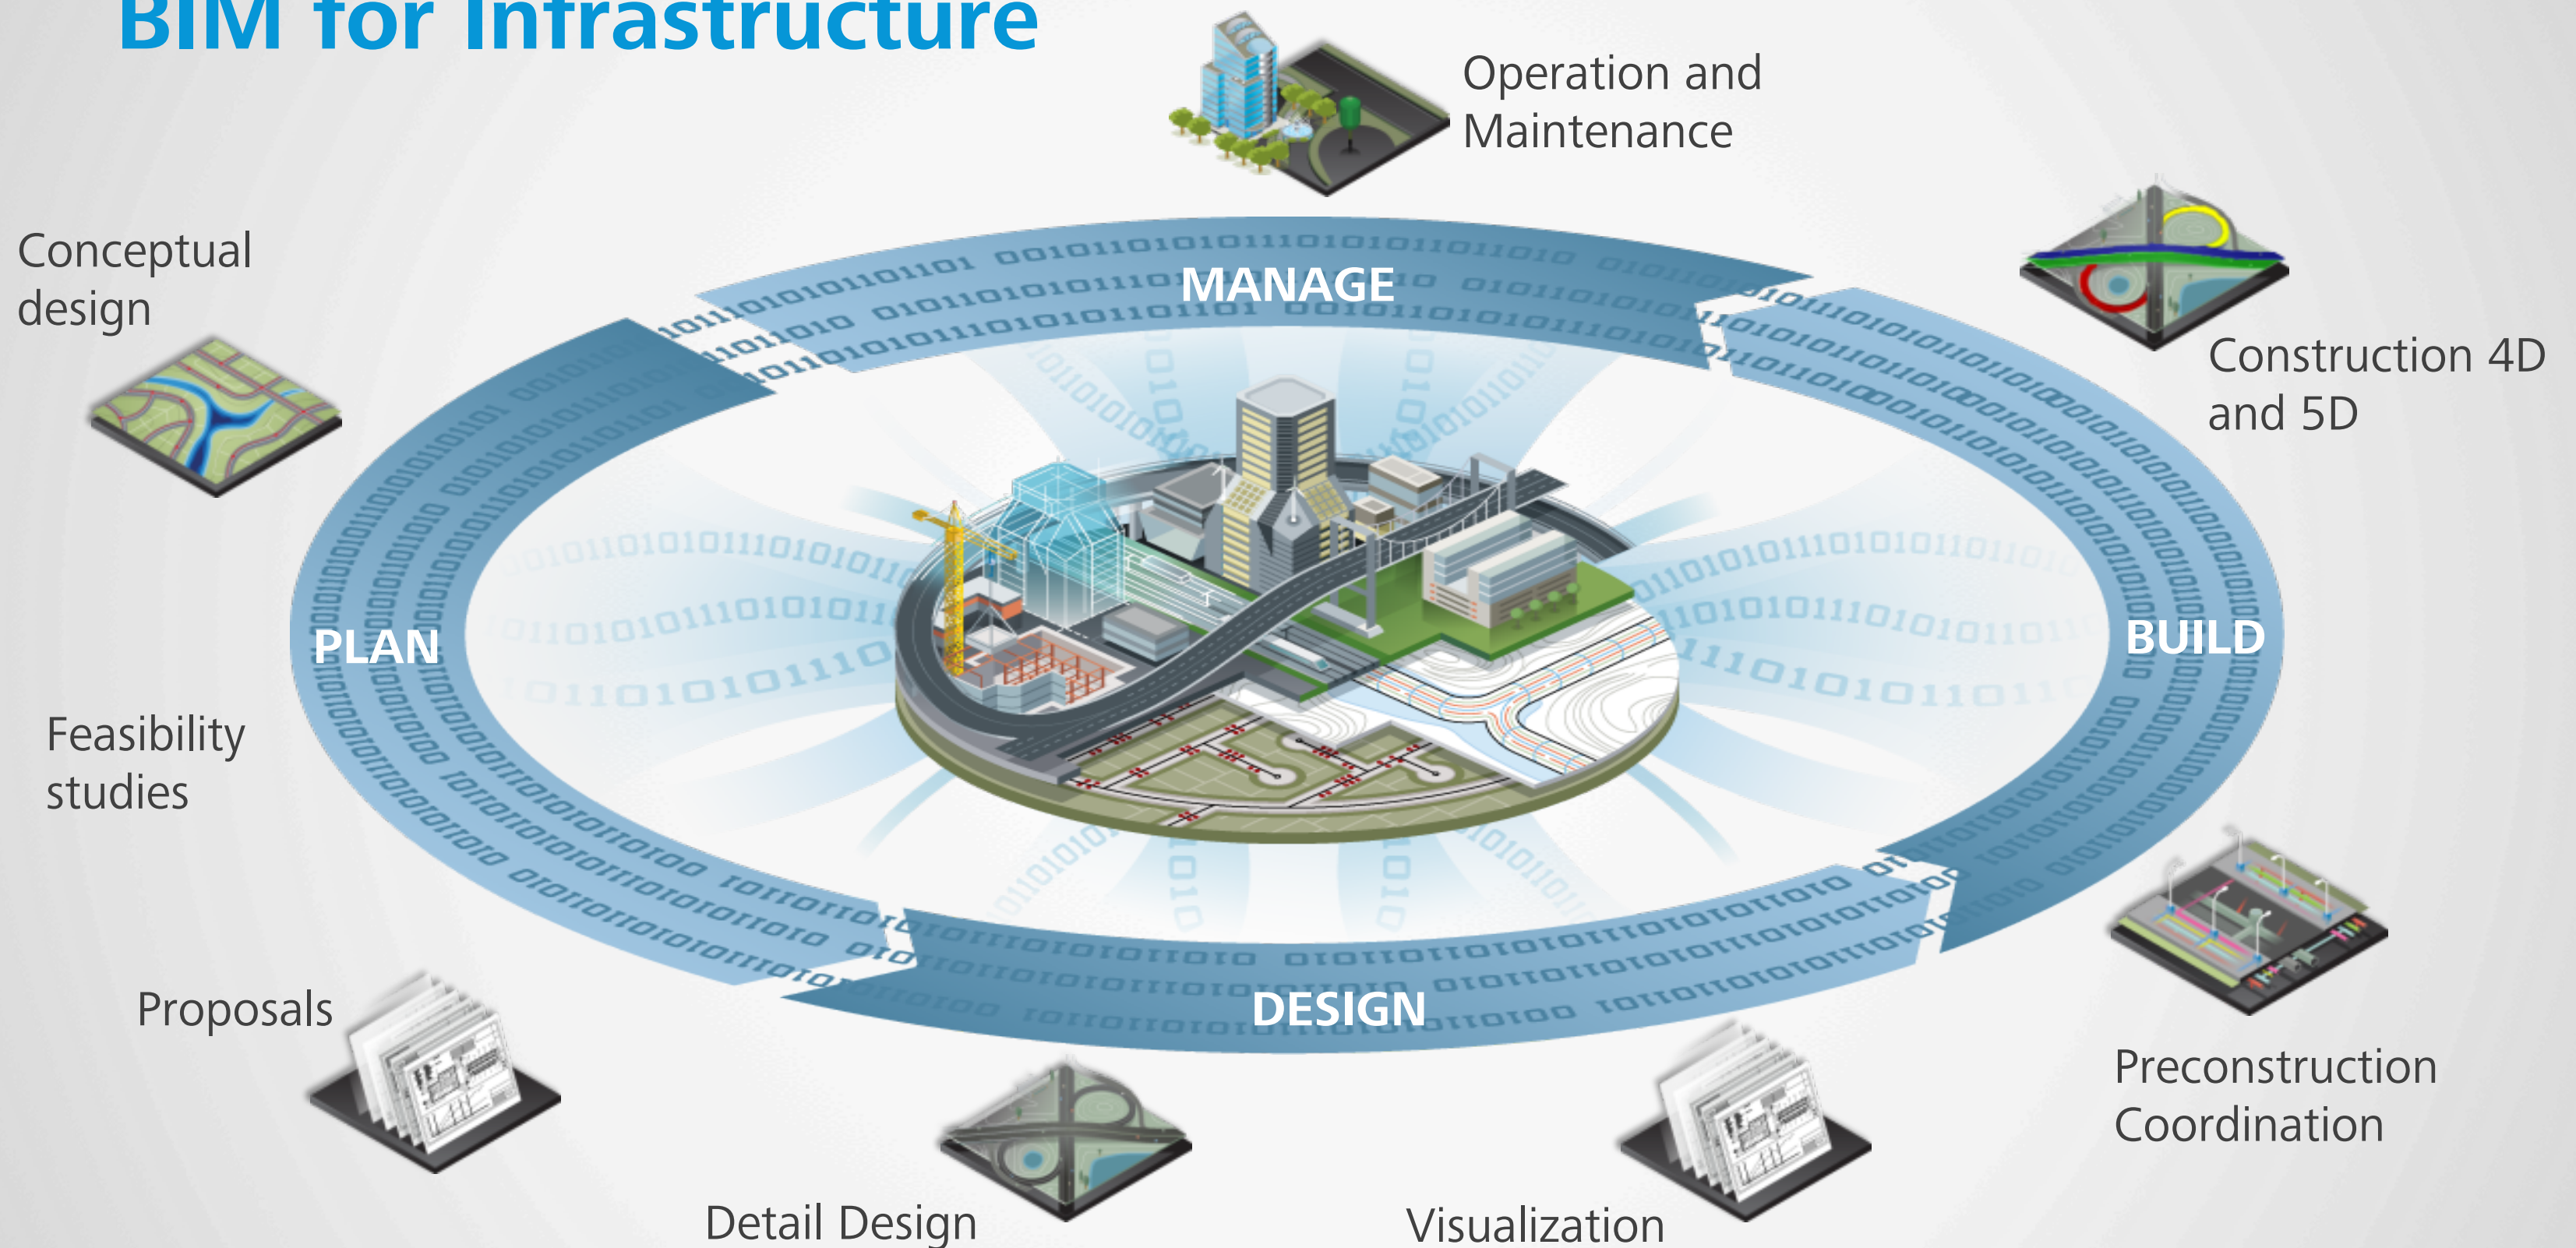 BIM for Infrastructure
Operation and
Maintenance
Conceptual
design
MANAGE
Construction 4D
and 5D
PLAN
BUILD
Feasibility
studies
Proposals
DESIGN
Preconstruction
Coordination
Detail Design
Visualization